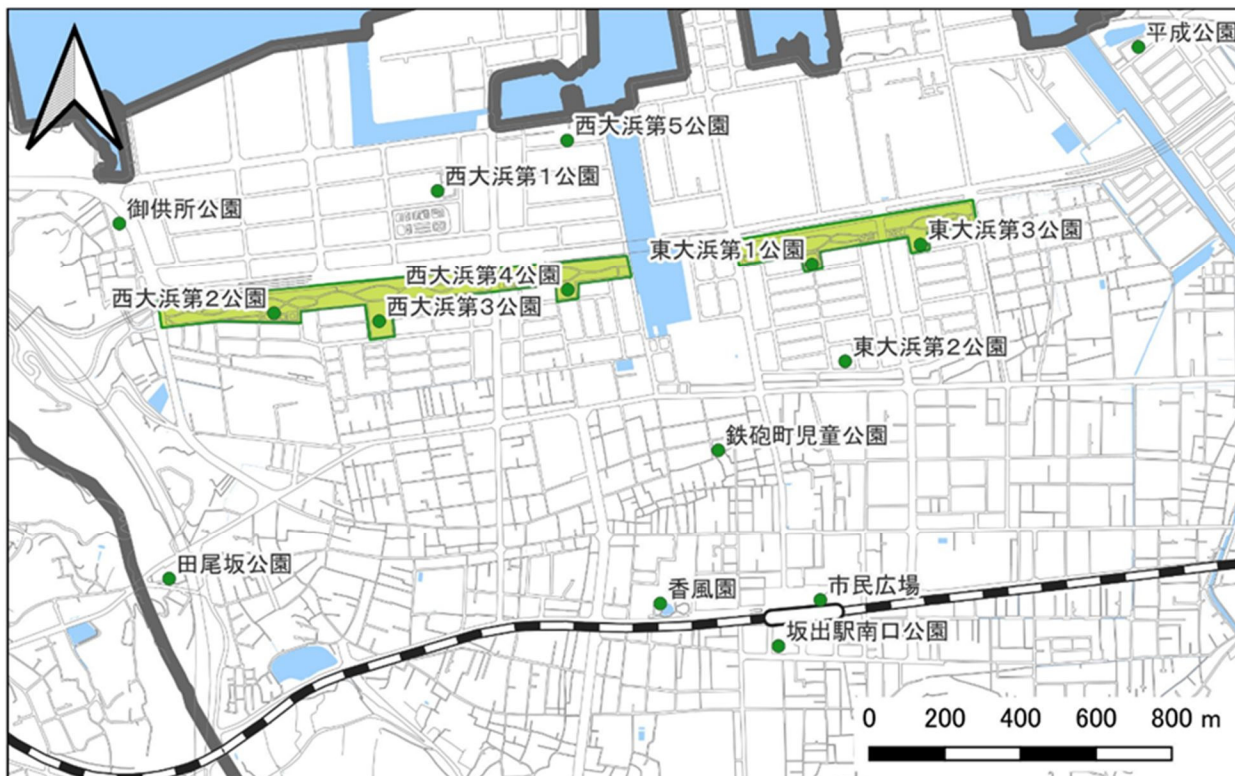 平成公園
西大浜第5公園
西大浜第1公園
御供所公園
東大浜第3公園
東大浜第1公園
西大浜第4公園
西大浜第2公園
西大浜第3公園
東大浜第2公園
鉄砲町児童公園
田尾坂公園
香風園
市民広場
坂出駅南口公園
0 200 400 600 800 m